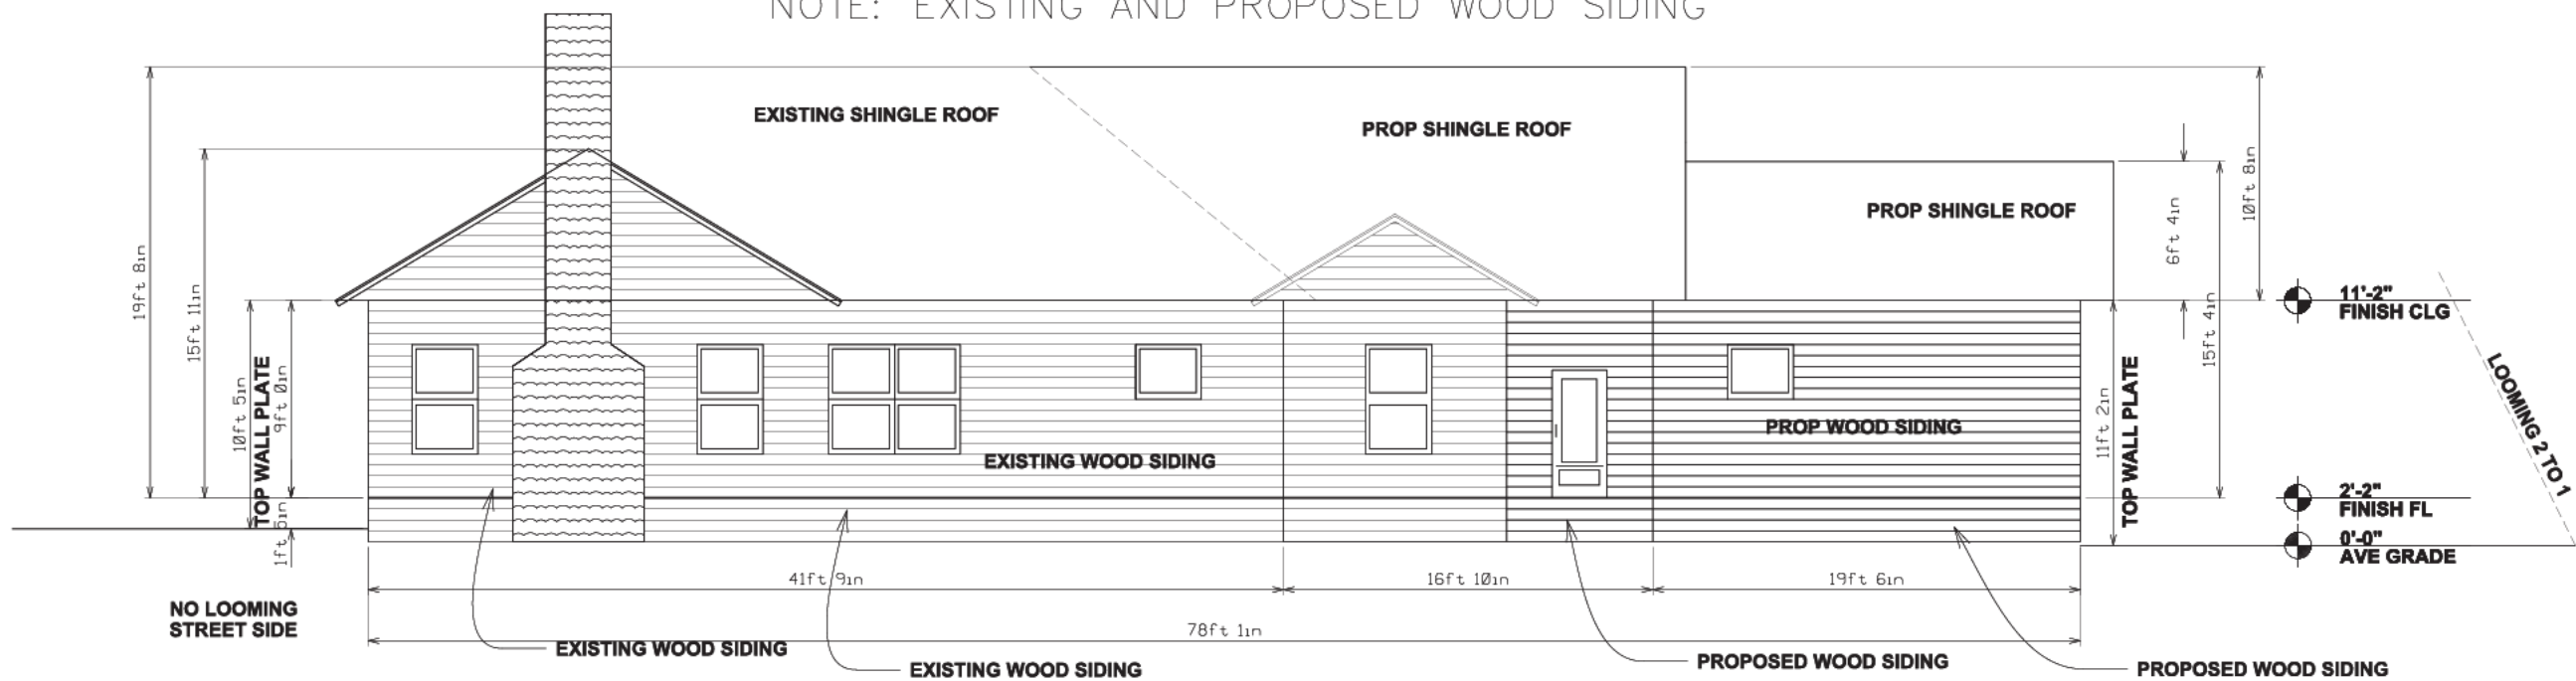 NOTE: EXISTING AND PROPOSED WOOD SIDING
EXISTING SHINGLE ROOF
PROP SHINGLE ROOF
PROP SHINGLE ROOF
19ft 8in
15ft 11in
10ft 5in
TOP WALL PLATE
9ft 0in
1ft 5in
6ft 4in
10ft 8in
15ft 4in
11ft 2in
TOP WALL PLATE
11'-2"
FINISH CLG
2'-2"
FINISH FL
0'-0"
AVE GRADE
LOOMING 2 TO 1
PROP WOOD SIDING
EXISTING WOOD SIDING
41ft 9in
16ft 10in
19ft 6in
78ft 1in
NO LOOMING
STREET SIDE
EXISTING WOOD SIDING
EXISTING WOOD SIDING
PROPOSED WOOD SIDING
PROPOSED WOOD SIDING